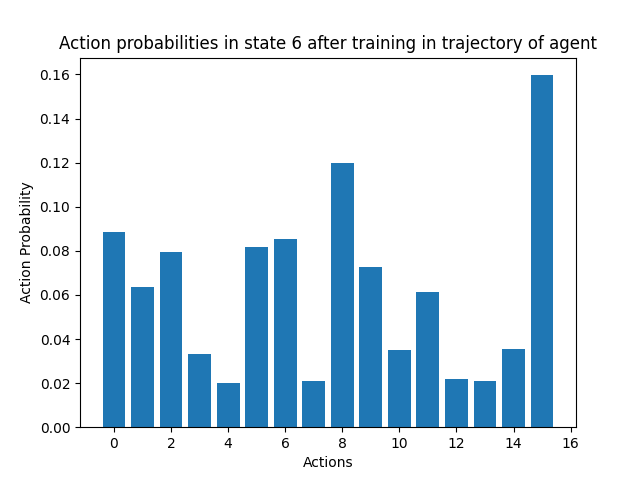 Action probabilities in state 6 after training in trajectory of agent
0.16
0.14
0.12
0.10
0.08
0.06
0.04
0.02
0.00
Action Probability
0 2 4 6 8 10 12 14 16
Actions